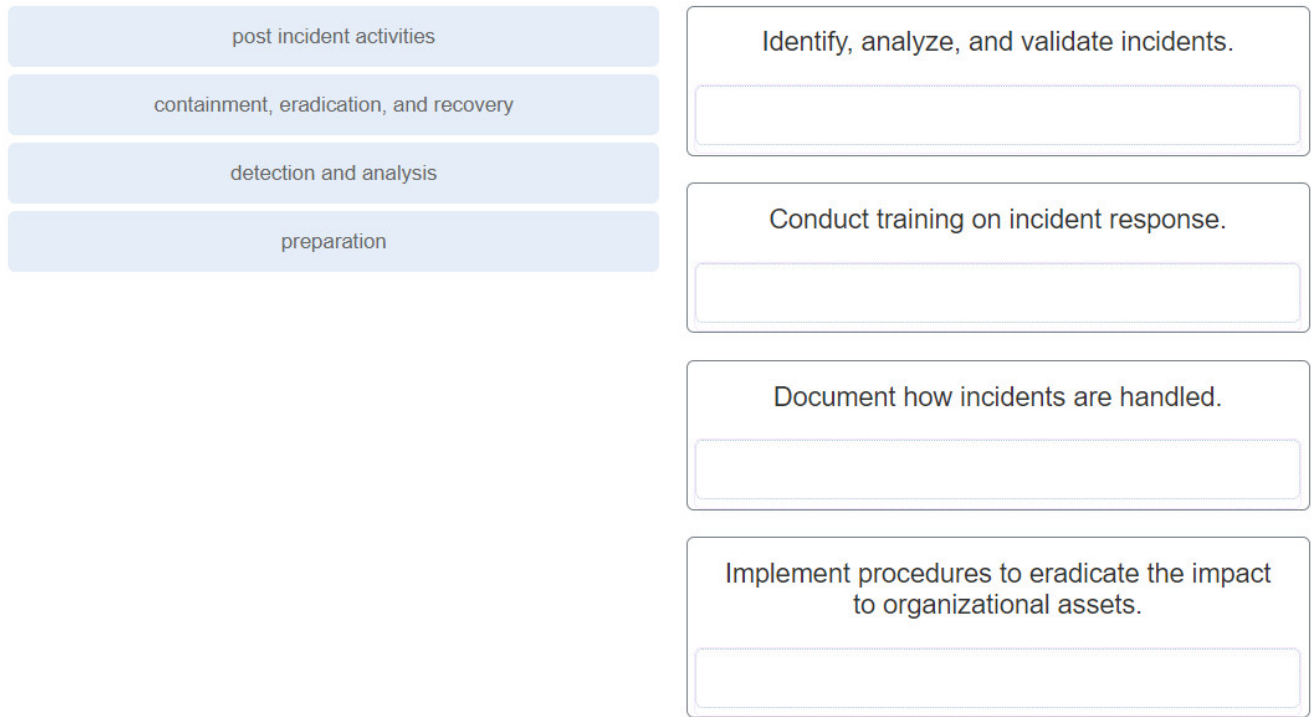 post incident activities
containment, eradication, and recovery
detection and analysis
preparation
Identify, analyze, and validate incidents.
Conduct training on incident response.
Document how incidents are handled.
Implement procedures to eradicate the impact
to organizational assets.